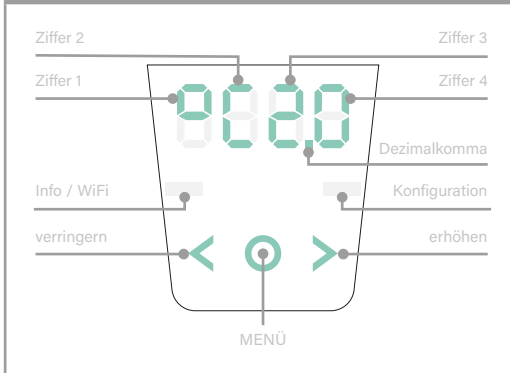 Ziffer 2
Ziffer 3
Ziffer 1
Ziffer 4
Dezimalkomma
Info / WiFi
Konfiguration
verringern
erhöhen
MENÜ